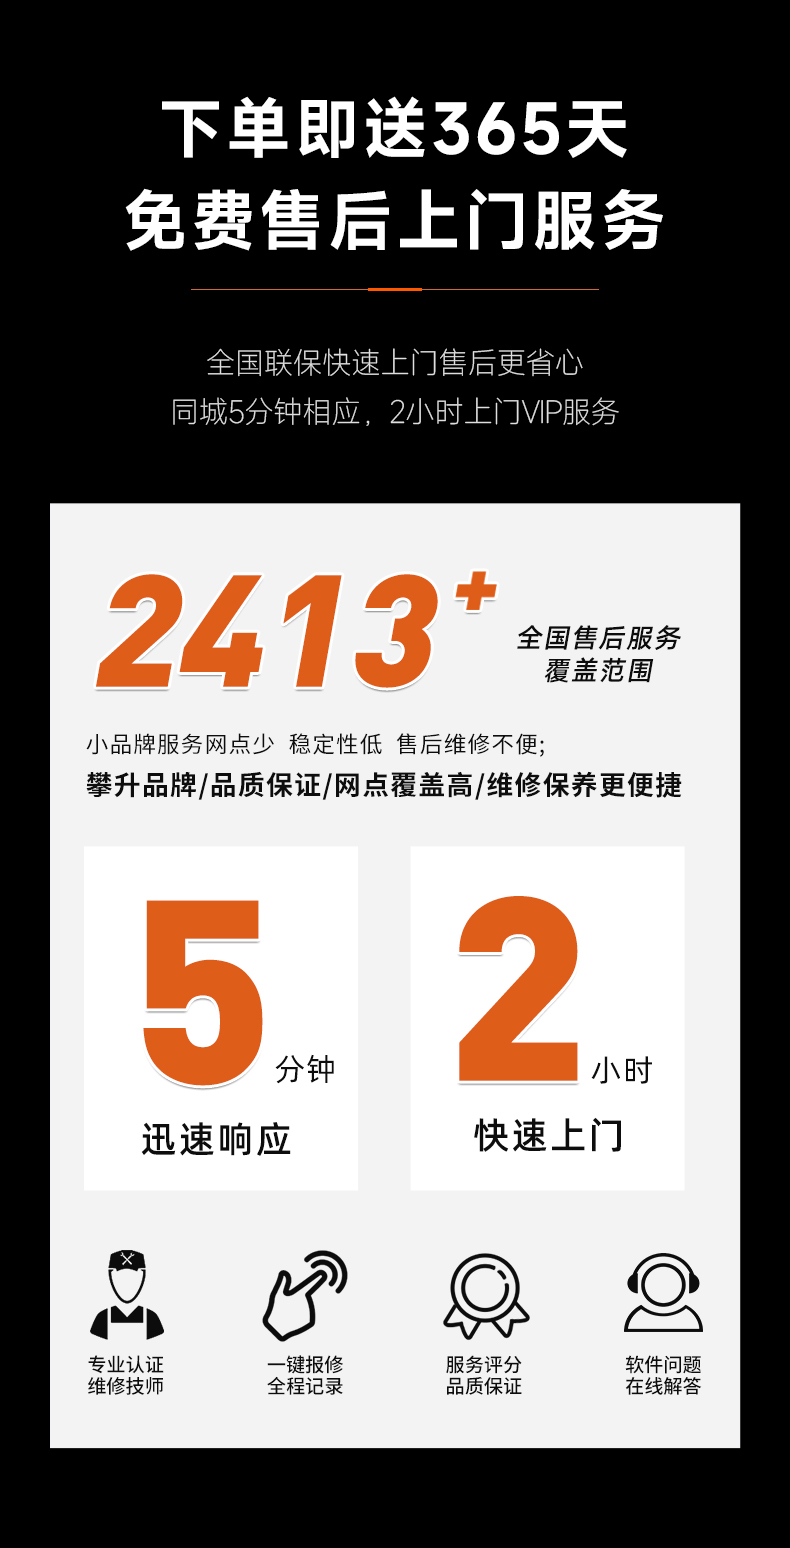 下单即送365天
免费售后上门服务
全国联保快速上门售后更省心
同城5分钟相应，2小时上门VIP服务
2413+
全国售后服务
覆盖范围
小品牌服务网点少 稳定性低 售后维修不便;
攀升品牌/品质保证/网点覆盖高/维修保养更便捷
5分钟
迅速响应
2小时
快速上门
专业认证
维修技师
一键报修
全程记录
服务评分
品质保证
软件问题
在线解答